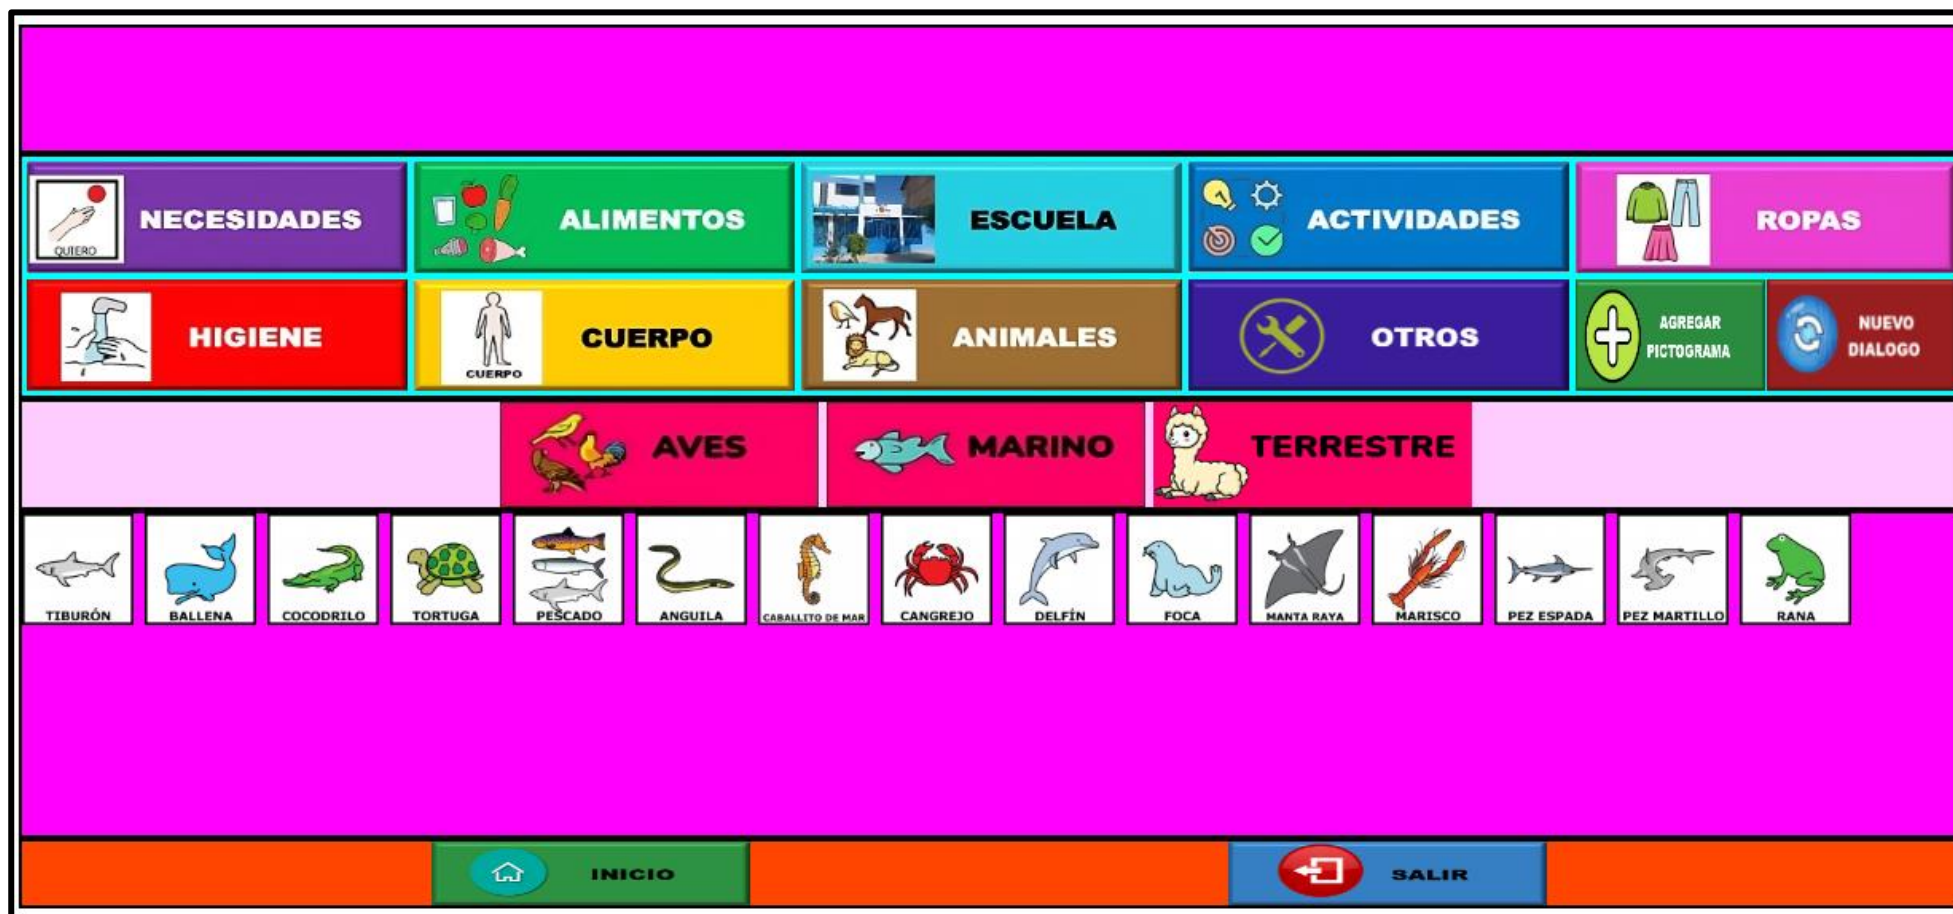 QUIERO
NECESIDADES
ALIMENTOS
ESCUELA
ACTIVIDADES
ROPAS
HIGIENE
CUERPO
CUERPO
ANIMALES
OTROS
AGREGAR
PICTOGRAMA
NUEVO
DIALOGO
AVES
MARINO
TERRESTRE
TIBURÓN
BALLENA
COCODRILO
TORTUGA
PESCADO
ANGUILA
CABALLITO DE MAR
CANGREJO
DELFÍN
FOCA
MANTA RAYA
MARISCO
PEZ ESPADA
PEZ MARTILLO
RANA
INICIO
SALIR